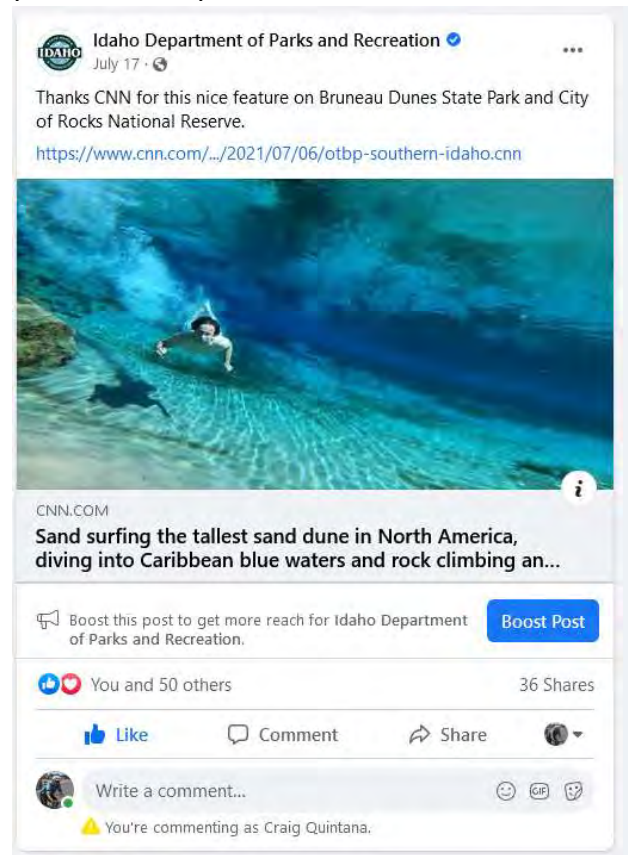 IDAHO
Idaho Department of Parks and Recreation
July 17 ·
Thanks CNN for this nice feature on Bruneau Dunes State Park and City
of Rocks National Reserve.
https://www.cnn.com/.../2021/07/06/otbp-southern-idaho.cnn
i
CNN.COM
Sand surfing the tallest sand dune in North America,
diving into Caribbean blue waters and rock climbing an...
Boost this post to get more reach for Idaho Department
of Parks and Recreation.
Boost Post
You and 50 others
36 Shares
Like
Comment
Share
Write a comment...
GIF
You're commenting as Craig Quintana.